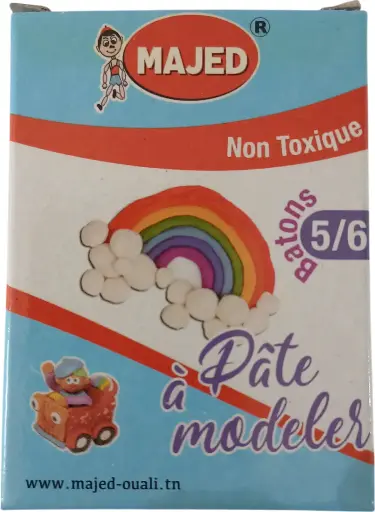 MAJED ®
Non Toxique
Batons
5/6
Pâte
à modeler
www.majed-ouali.tn